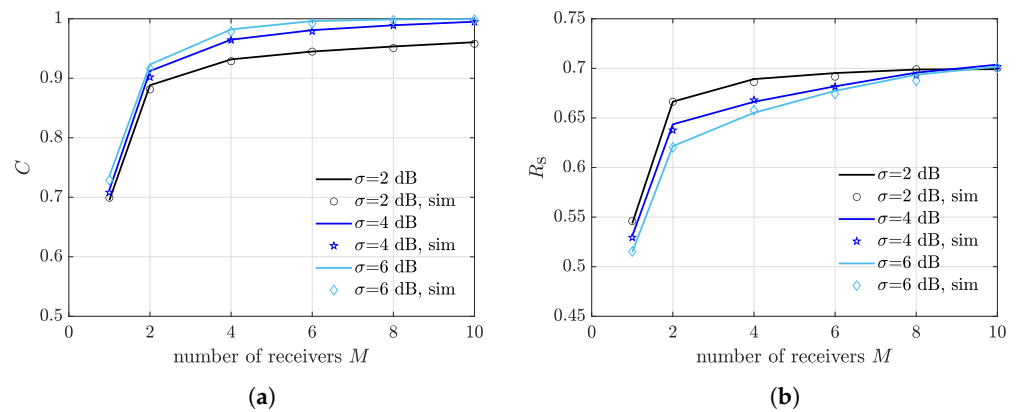 1
0.9
0.8
0.7
0.6
0.5
C
0 2 4 6 8 10
number of receivers M
σ=2 dB
σ=2 dB, sim
σ=4 dB
σ=4 dB, sim
σ=6 dB
σ=6 dB, sim
(a)
0.75
0.7
0.65
0.6
0.55
0.5
0.45
R_S
0 2 4 6 8 10
number of receivers M
σ=2 dB
σ=2 dB, sim
σ=4 dB
σ=4 dB, sim
σ=6 dB
σ=6 dB, sim
(b)